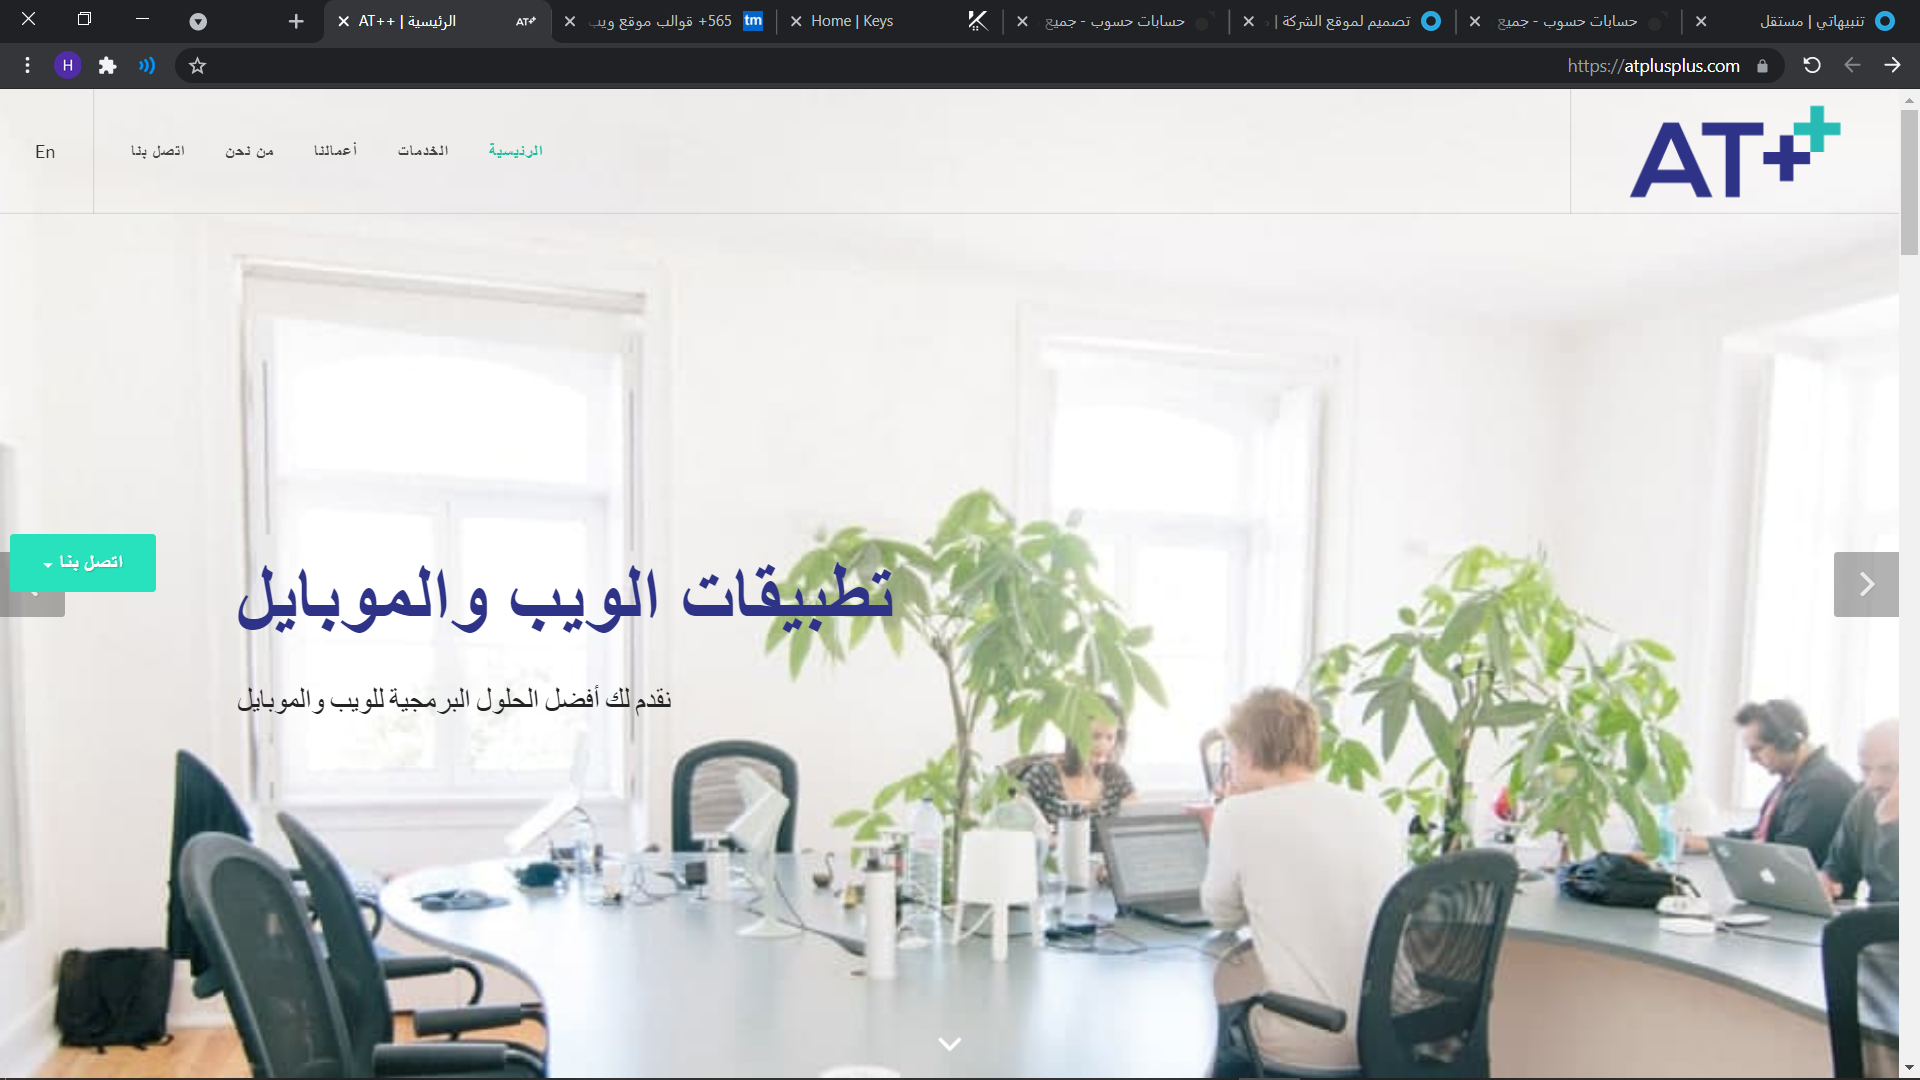 تنبيهاتي | مستقل
حسابات حسوب - جميع
تصميم لموقع الشركة |
حسابات حسوب - جميع
Home | Keys
565+ قوالب موقع ويب
tm
الرئيسية | AT++
AT++
H
https://atplusplus.com
AT++
الرئيسية
الخدمات
أعمالنا
من نحن
اتصل بنا
En
اتصل بنا
تطبيقات الويب والموبايل
نقدم لك أفضل الحلول البرمجية للويب والموبايل